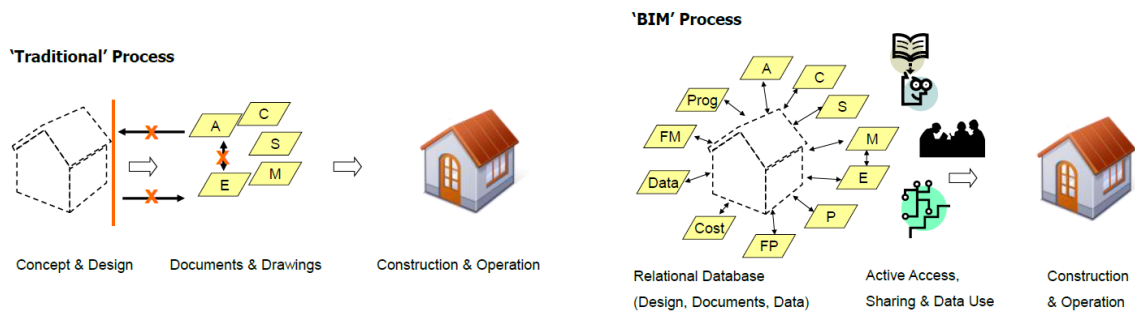 ‘Traditional’ Process
A
C
S
E
M
Concept & Design
Documents & Drawings
Construction & Operation
‘BIM’ Process
A
C
Prog
S
FM
M
Data
E
Cost
P
FP
Relational Database
(Design, Documents, Data)
Active Access,
Sharing & Data Use
Construction
& Operation